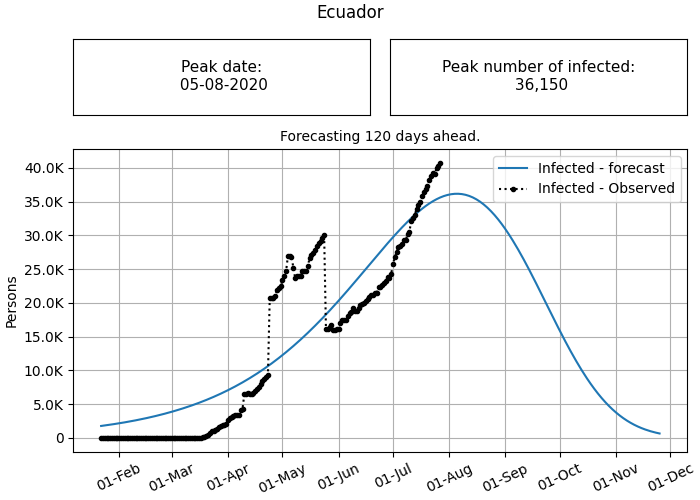 Ecuador
Peak date:
05-08-2020
Peak number of infected:
36,150
Forecasting 120 days ahead.
Infected - forecast
Infected - Observed
Persons
40.0K
35.0K
30.0K
25.0K
20.0K
15.0K
10.0K
5.0K
0
01-Feb
01-Mar
01-Apr
01-May
01-Jun
01-Jul
01-Aug
01-Sep
01-Oct
01-Nov
01-Dec